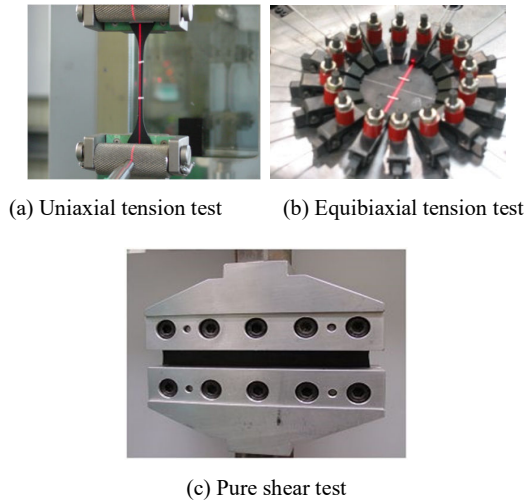 (a) Uniaxial tension test
(b) Equibiaxial tension test
(c) Pure shear test